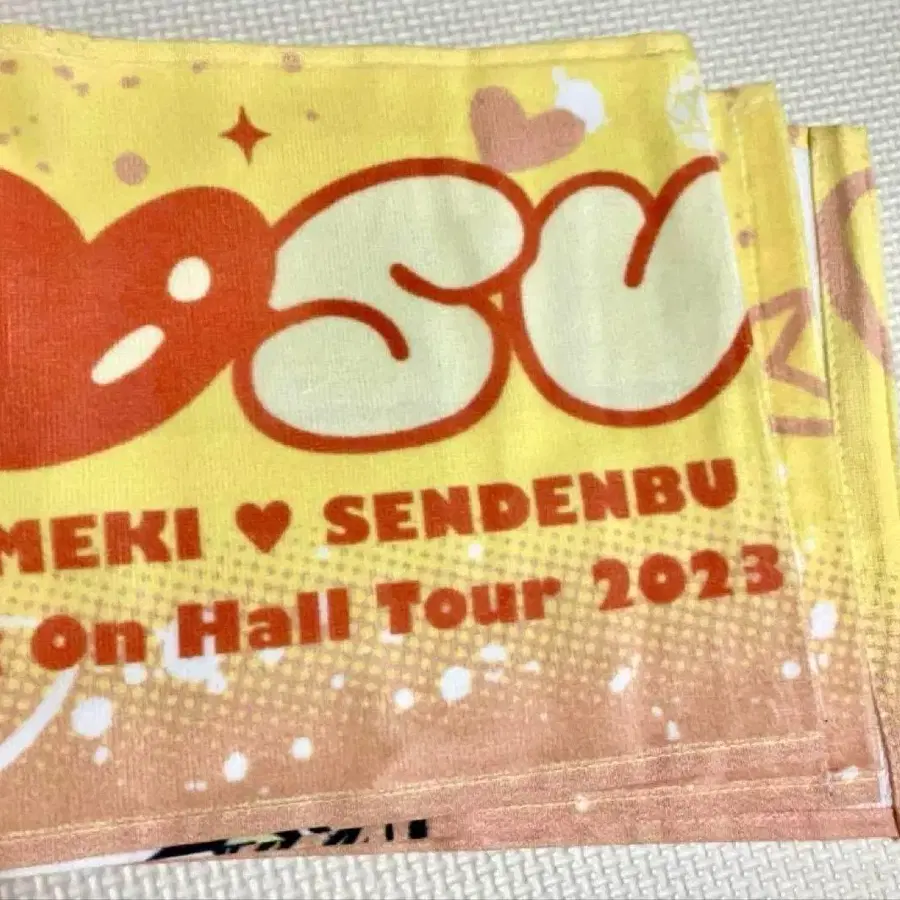 SU
MEKI ♥ SENDENBU
On Hall Tour 2023